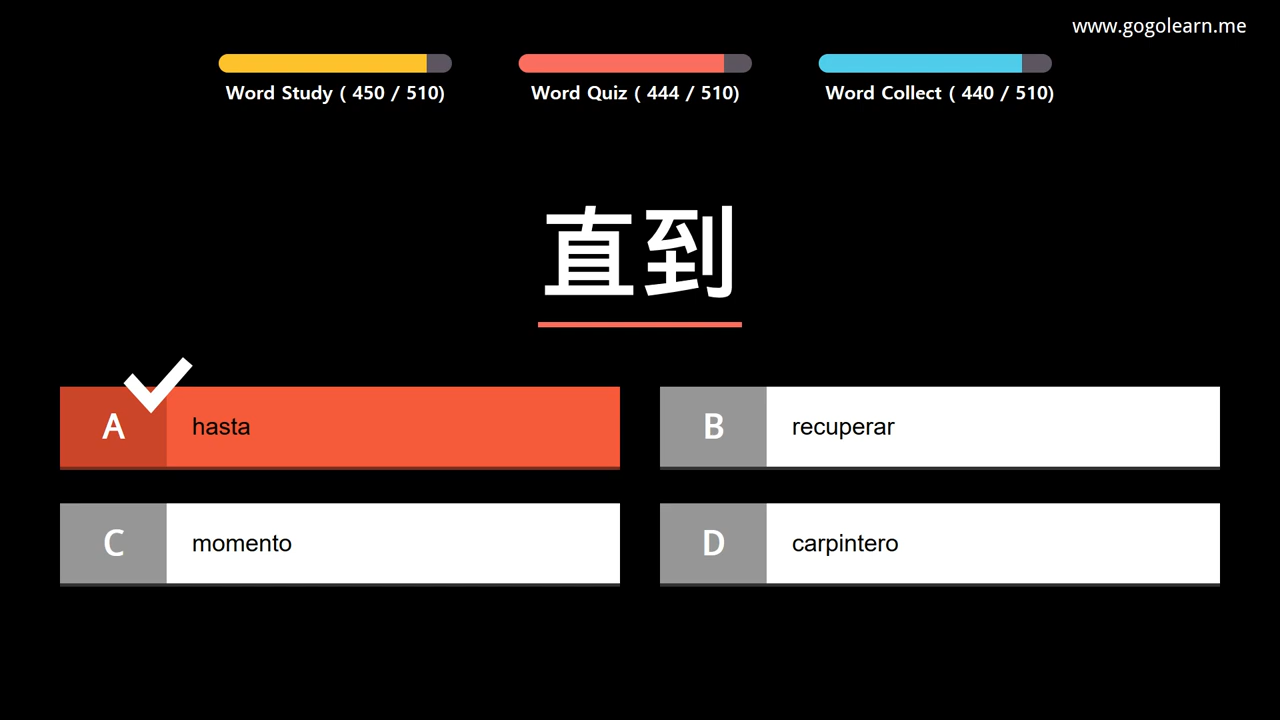 www.gogolearn.me
Word Study ( 450 / 510)
Word Quiz ( 444 / 510)
Word Collect ( 440 / 510)
直到
A hasta
B recuperar
C momento
D carpintero